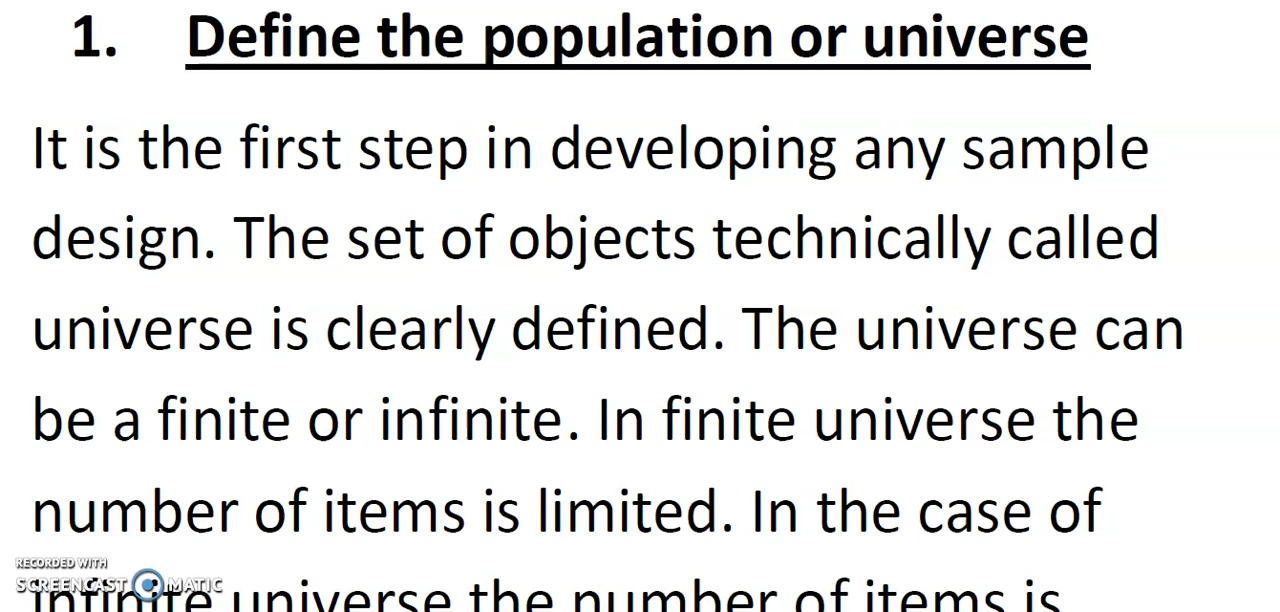 1. Define the population or universe
It is the first step in developing any sample
design. The set of objects technically called
universe is clearly defined. The universe can
be a finite or infinite. In finite universe the
number of items is limited. In the case of
RECORDED WITH
SCREENCAST MATIC
infinite universe the number of items is